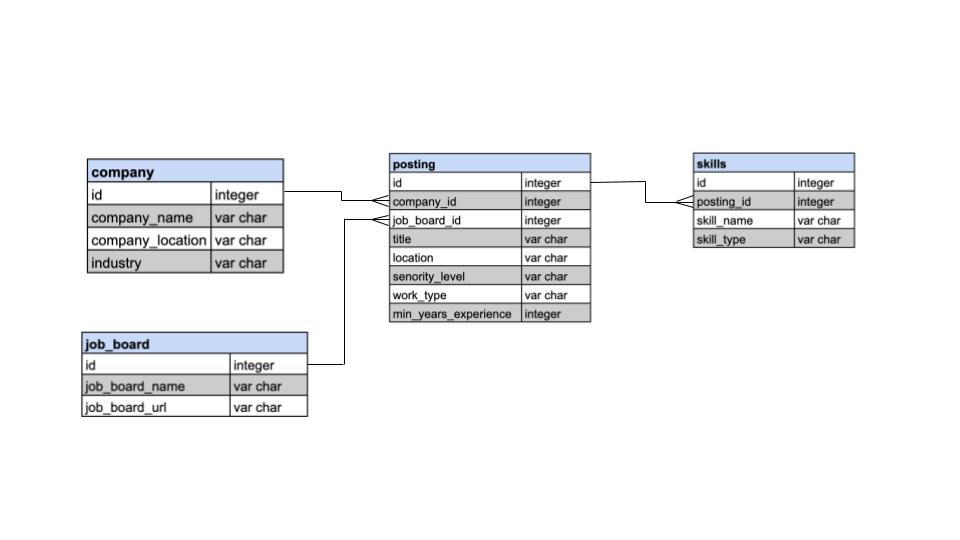 company
id integer
company_name var char
company_location var char
industry var char
job_board
id integer
job_board_name var char
job_board_url var char
posting
id integer
company_id integer
job_board_id integer
title var char
location var char
senority_level var char
work_type var char
min_years_experience integer
skills
id integer
posting_id integer
skill_name var char
skill_type var char